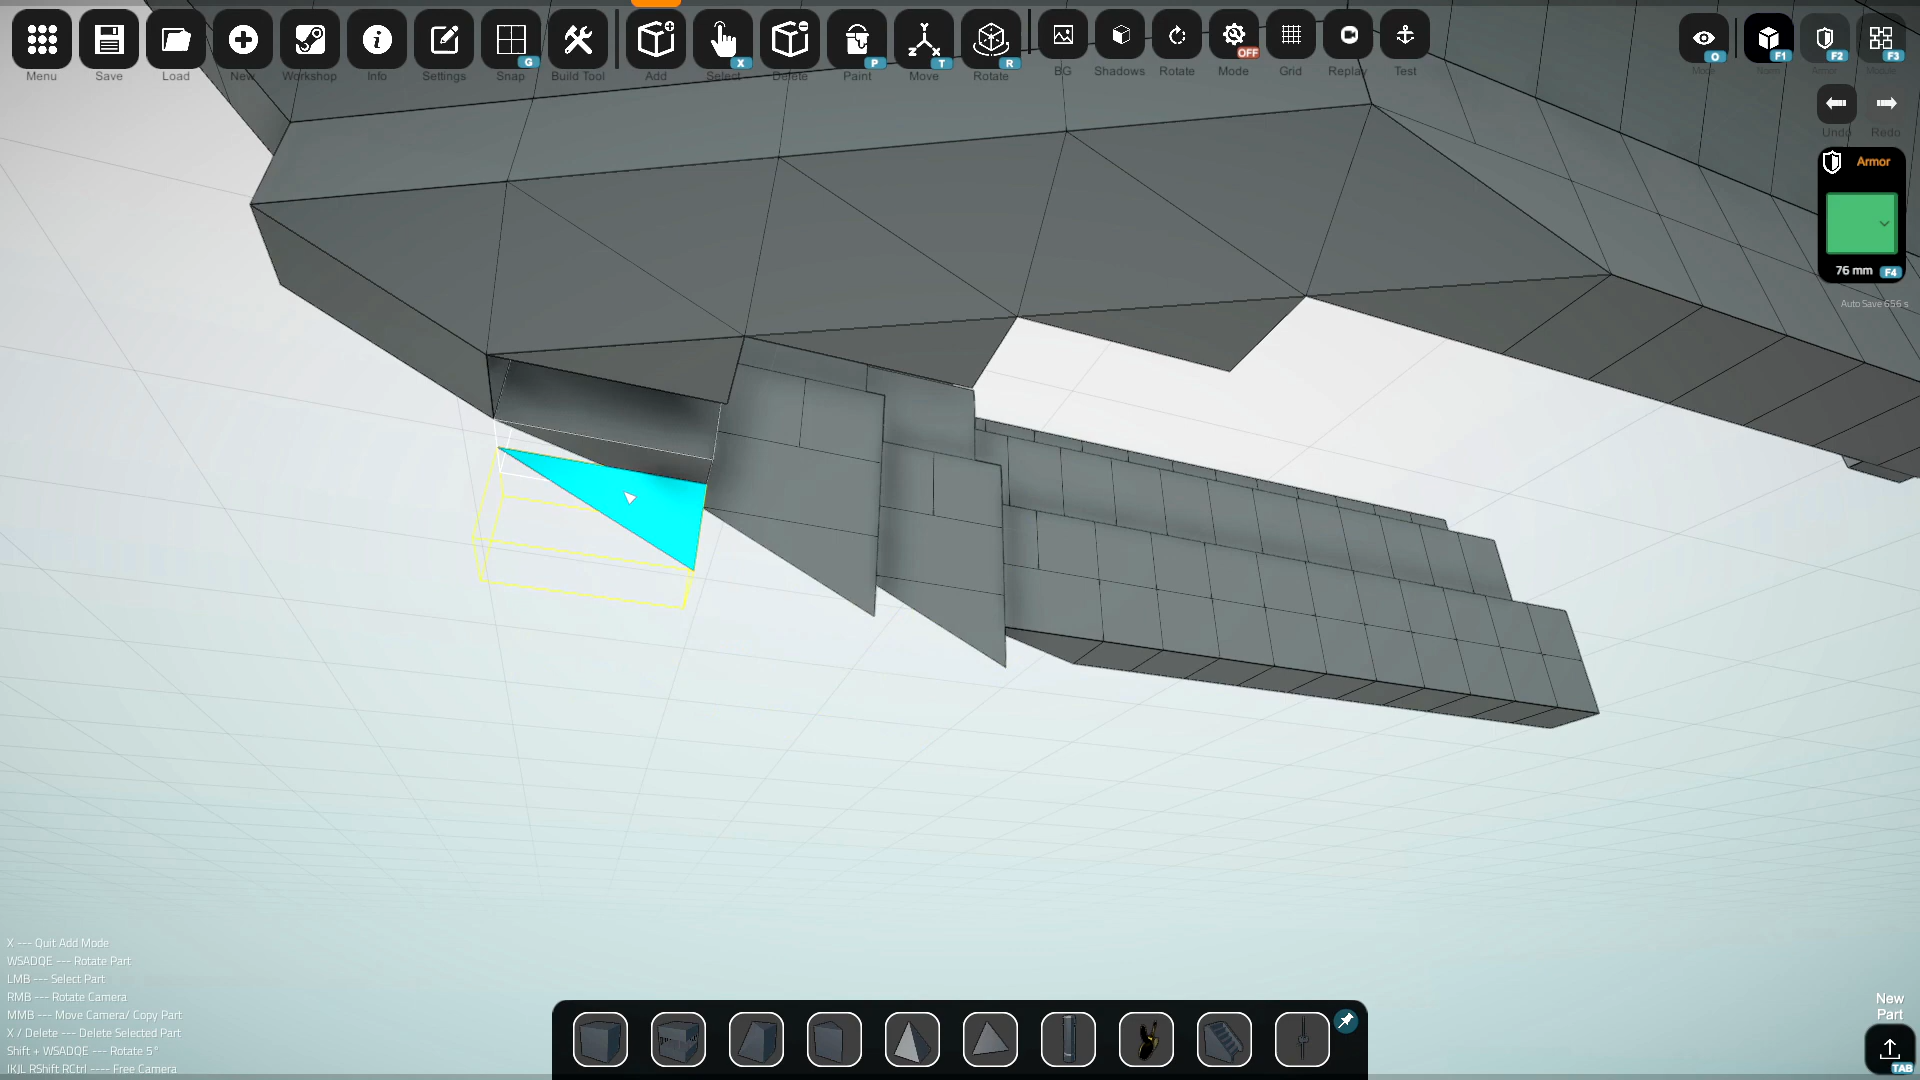 Menu
Save
Load
New
Workshop
Info
Settings
Snap
G
Build Tool
Add
Select
X
Delete
Paint
P
Move
T
Rotate
R
BG
Shadows
Rotate
Mode
OFF
Grid
Replay
Test
O
F1
Armor
F2
Module
F3
Undo
Redo
Armor
76 mm
F4
Auto Save 656 s
X --- Quit Add Mode
WSADQE --- Rotate Part
LMB --- Select Part
RMB --- Rotate Camera
MMB --- Move Camera/ Copy Part
X / Delete --- Delete Selected Part
Shift + WSADQE --- Rotate 5°
IKJL RShift RCtrl ---- Free Camera
New
Part
TAB